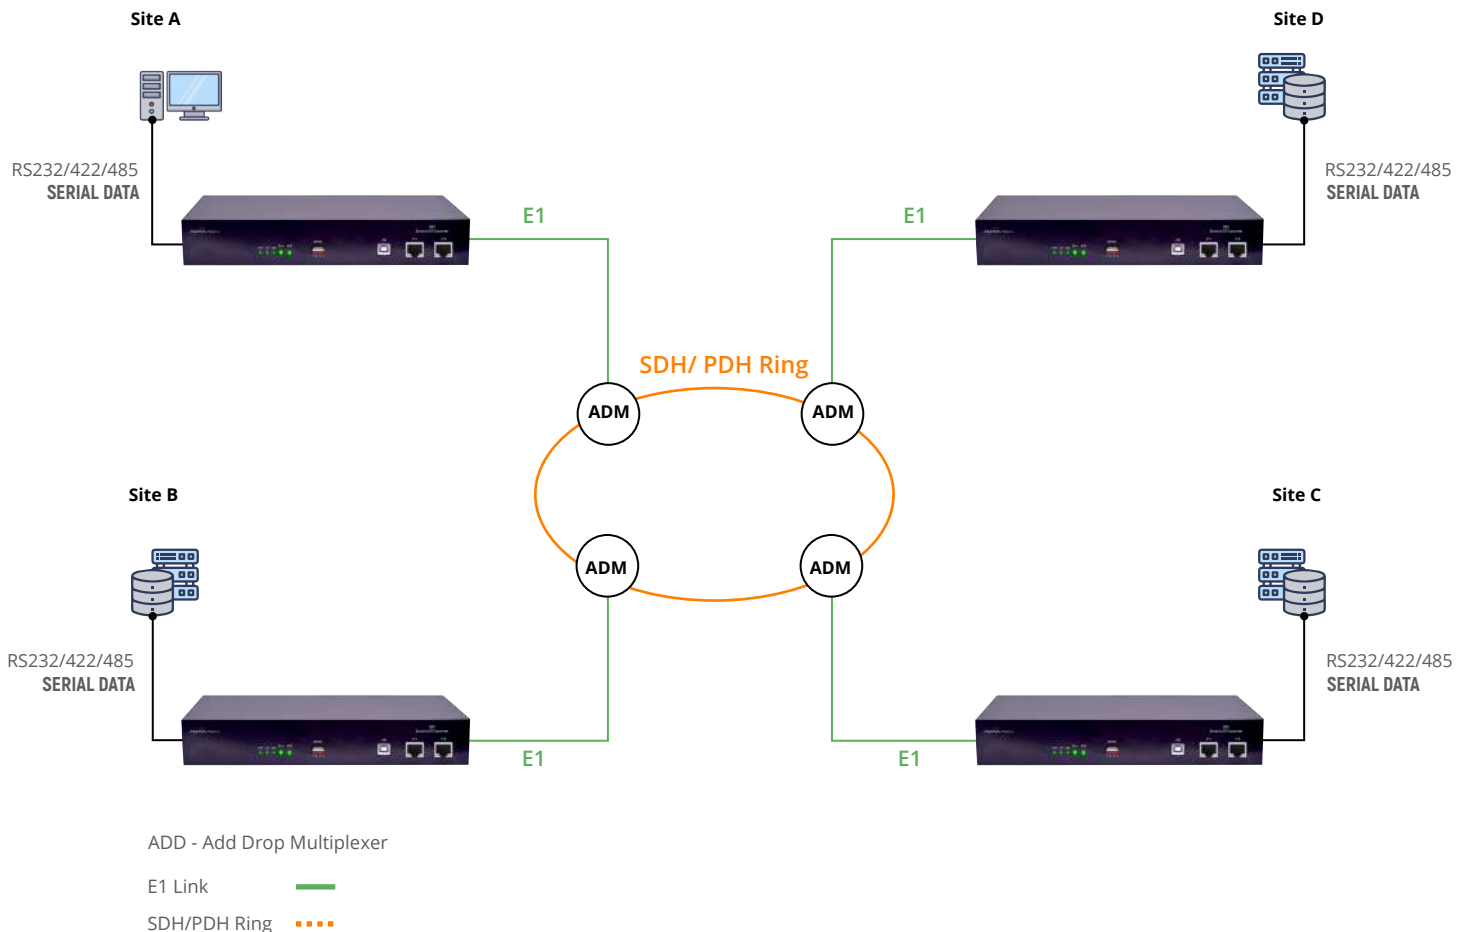 Site A
Site D
RS232/422/485
SERIAL DATA
RS232/422/485
SERIAL DATA
E1
E1
SDH/ PDH Ring
ADM
ADM
Site B
Site C
ADM
ADM
RS232/422/485
SERIAL DATA
RS232/422/485
SERIAL DATA
E1
E1
ADD - Add Drop Multiplexer
E1 Link
SDH/PDH Ring